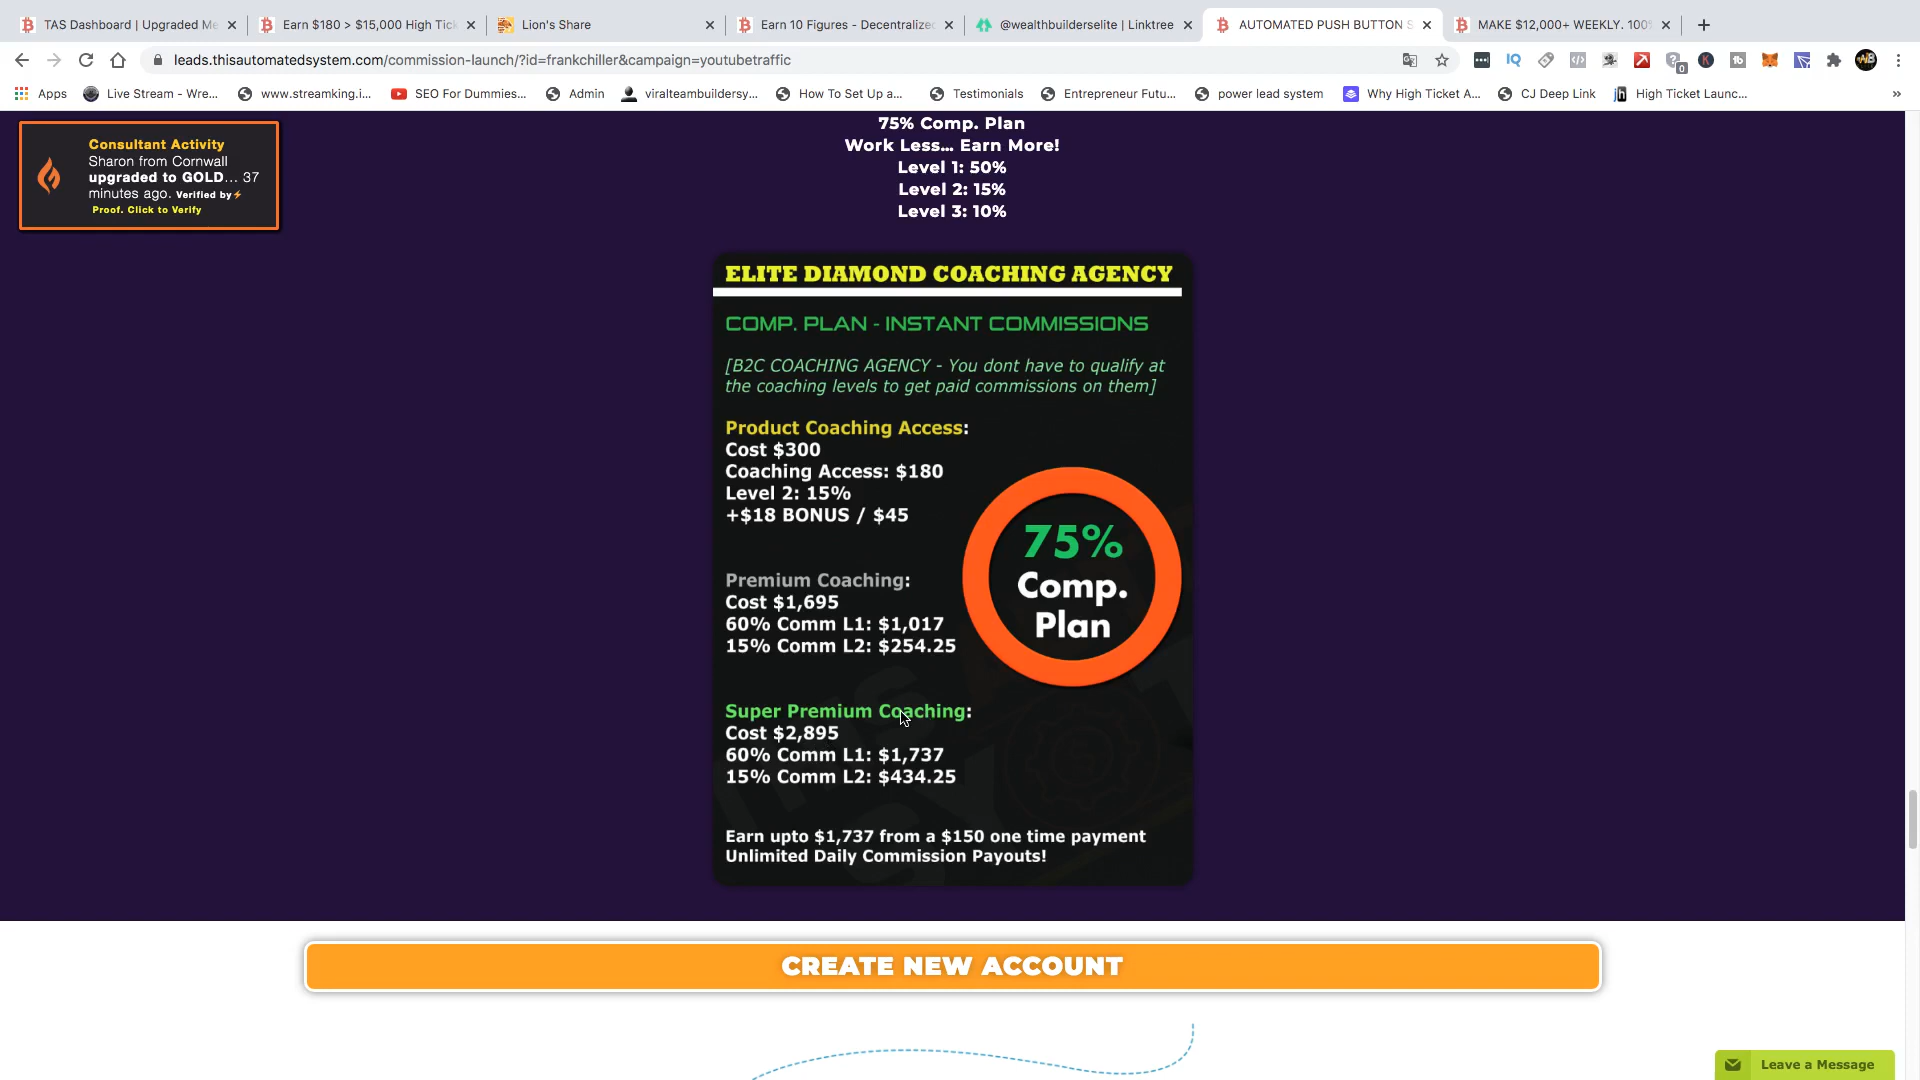 TAS Dashboard | Upgraded Me
Earn $180 > $15,000 High Tick
Lion's Share
Earn 10 Figures - Decentralized
@wealthbuilderselite | Linktree
AUTOMATED PUSH BUTTON S
MAKE $12,000+ WEEKLY. 100
leads.thisautomatedsystem.com/commission-launch/?id=frankchiller&campaign=youtubetraffic
Apps
Live Stream - Wre...
www.streamking.i...
SEO For Dummies...
Admin
viralteambuildersy...
How To Set Up a...
Testimonials
Entrepreneur Futu...
power lead system
Why High Ticket A...
CJ Deep Link
High Ticket Launc...
Consultant Activity
Sharon from Cornwall
upgraded to GOLD... 37
minutes ago. Verified by⚡
Proof. Click to Verify
75% Comp. Plan
Work Less... Earn More!
Level 1: 50%
Level 2: 15%
Level 3: 10%
ELITE DIAMOND COACHING AGENCY
COMP. PLAN - INSTANT COMMISSIONS
[B2C COACHING AGENCY - You dont have to qualify at
the coaching levels to get paid commissions on them]
Product Coaching Access:
Cost $300
Coaching Access: $180
Level 2: 15%
+$18 BONUS / $45
75%
Comp.
Plan
Premium Coaching:
Cost $1,695
60% Comm L1: $1,017
15% Comm L2: $254.25
Super Premium Coaching:
Cost $2,895
60% Comm L1: $1,737
15% Comm L2: $434.25
Earn upto $1,737 from a $150 one time payment
Unlimited Daily Commission Payouts!
CREATE NEW ACCOUNT
Leave a Message